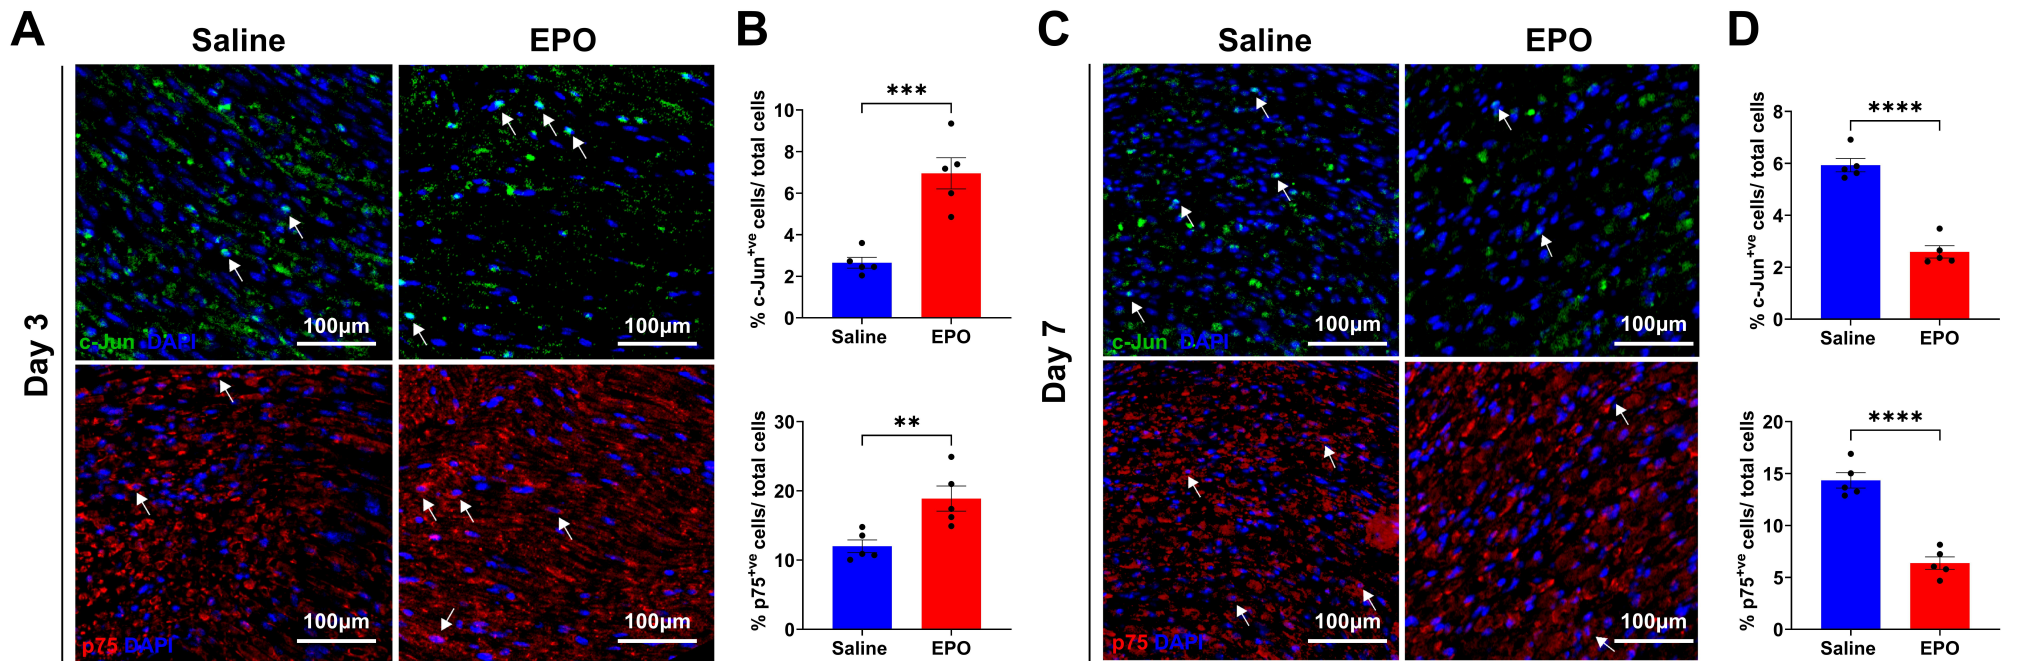 A
Saline
EPO
Day 3
c-Jun DAPI
100µm
100µm
p75 DAPI
100µm
100µm
B
% c-Jun+ve cells/ total cells
10
8
6
4
2
0
***
Saline
EPO
% p75+ve cells/ total cells
30
20
10
0
**
Saline
EPO
C
Saline
EPO
Day 7
c-Jun DAPI
100µm
100µm
p75 DAPI
100µm
100µm
D
% c-Jun+ve cells/ total cells
8
6
4
2
0
****
Saline
EPO
% p75+ve cells/ total cells
20
15
10
5
0
****
Saline
EPO